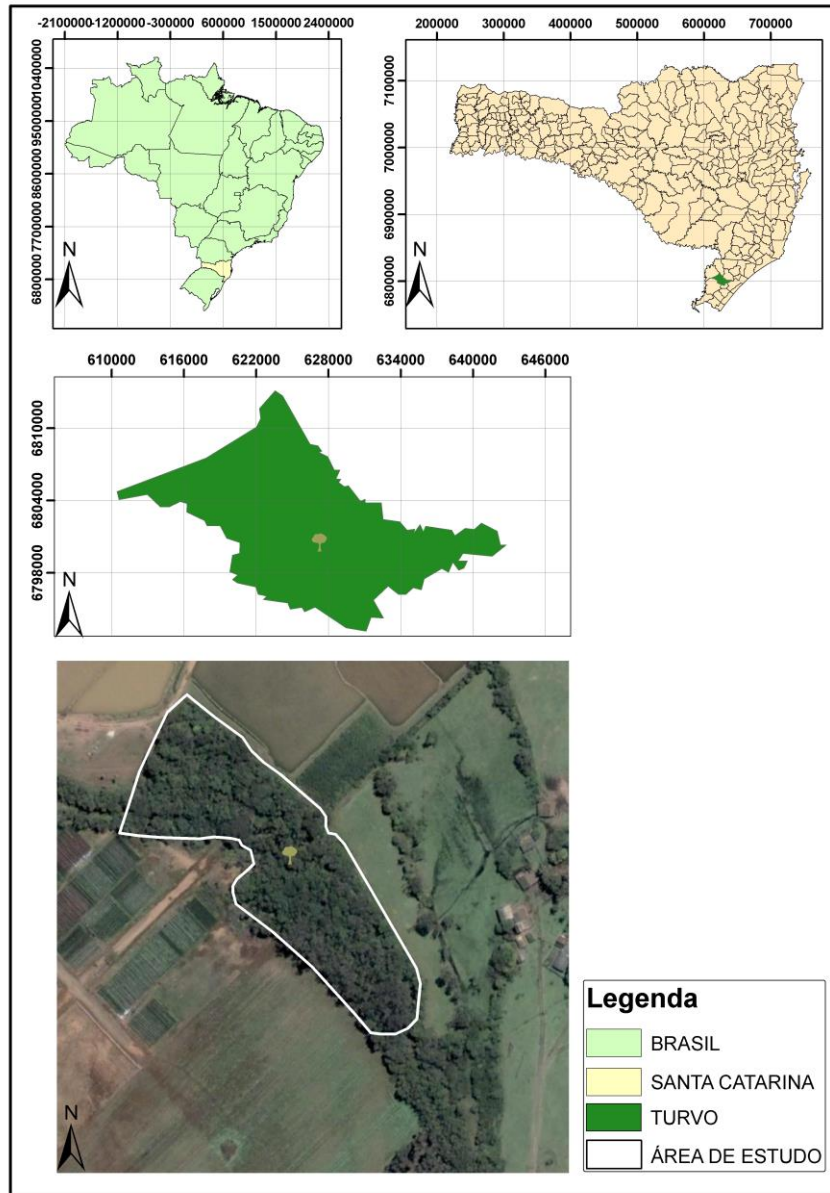 -2100000 -1200000 -300000 600000 1500000 2400000
10400000
9500000
8600000
7700000
6800000
N
200000 300000 400000 500000 600000 700000
7100000
7000000
6900000
6800000
N
610000 616000 622000 628000 634000 640000 646000
6810000
6804000
6798000
N
N
Legenda
BRASIL
SANTA CATARINA
TURVO
ÁREA DE ESTUDO